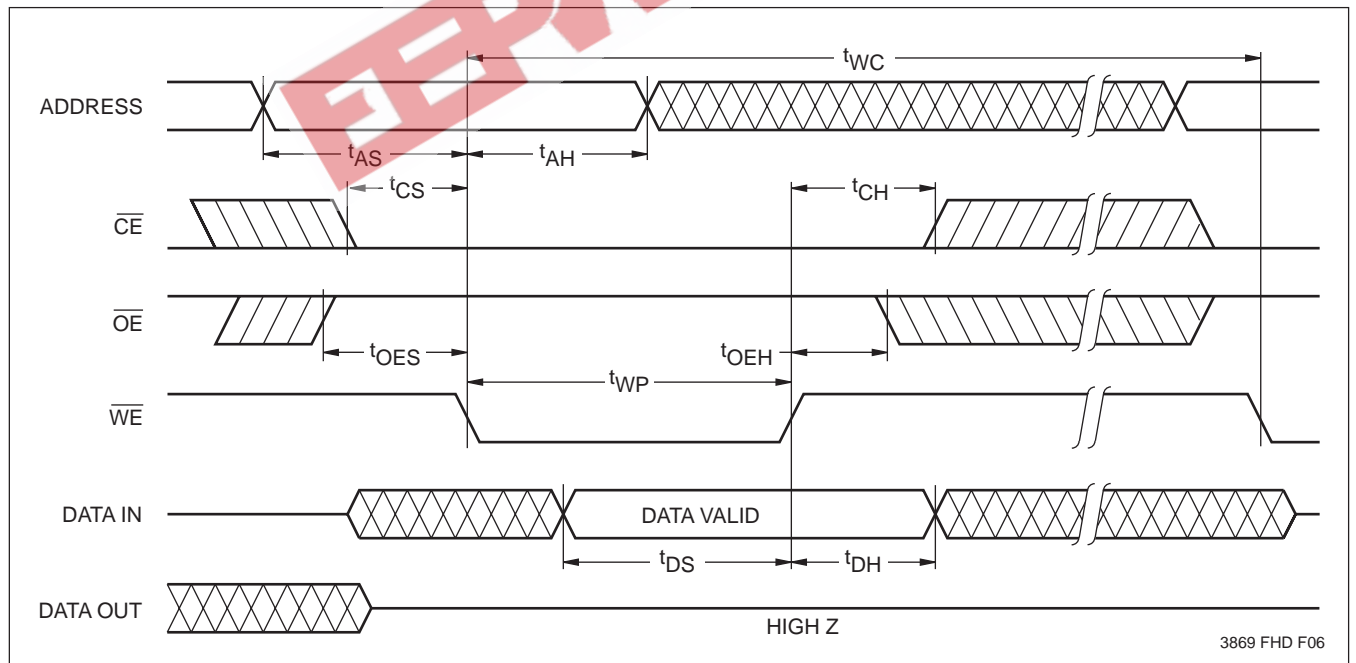 tWC
ADDRESS
tAS
tAH
tCS
tCH
CE
OE
tOES
tOEH
tWP
WE
DATA IN
DATA VALID
tDS
tDH
DATA OUT
HIGH Z
3869 FHD F06